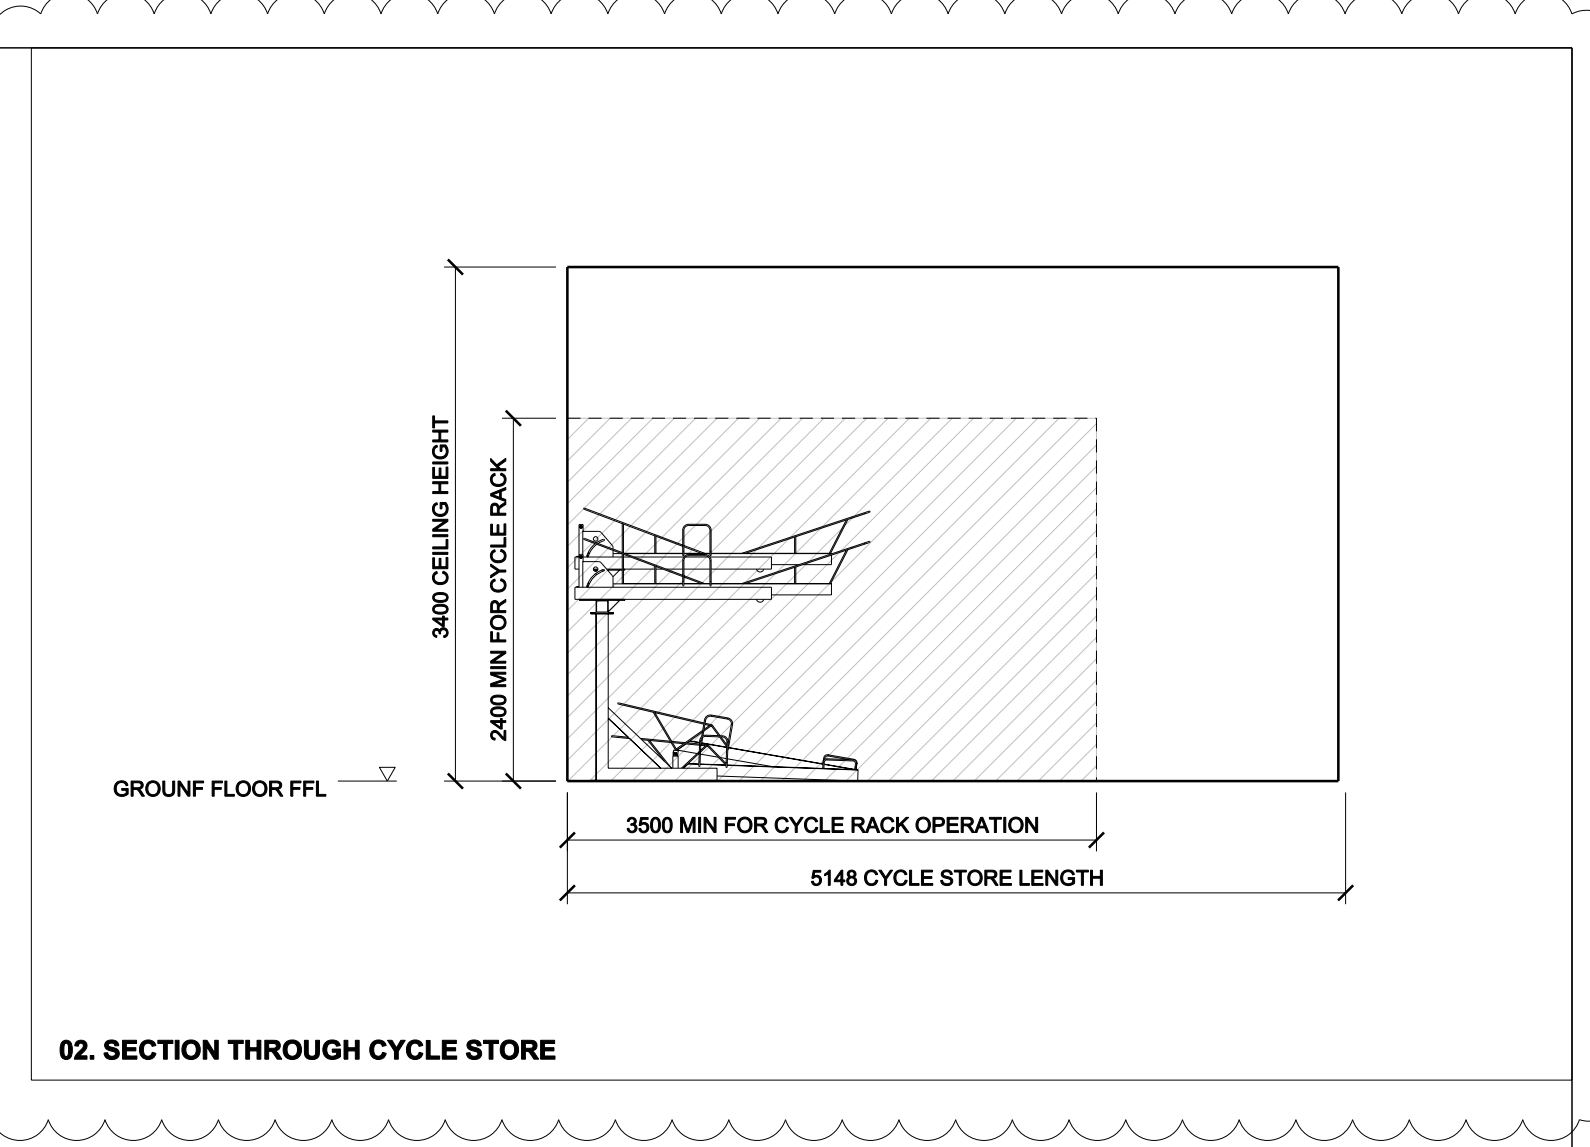 3400 CEILING HEIGHT
2400 MIN FOR CYCLE RACK
GROUNF FLOOR FFL
3500 MIN FOR CYCLE RACK OPERATION
5148 CYCLE STORE LENGTH
02. SECTION THROUGH CYCLE STORE